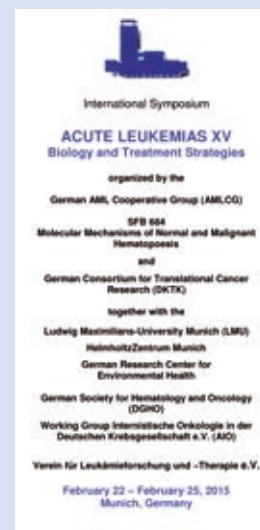 International Symposium
ACUTE LEUKEMIAS XV
Biology and Treatment Strategies
organized by the
German AML Cooperative Group (AMLCG)
SFB 684
Molecular Mechanisms of Normal and Malignant
Hematopoesis
and
German Consortium for Translational Cancer
Research (DKTK)
together with the
Ludwig Maximilians-University Munich (LMU)
HelmholtzZentrum Munich
German Research Center for
Environmental Health
German Society for Hematology and Oncology
(DGHO)
Working Group Internistische Onkologie in der
Deutschen Krebsgesellschaft e.V. (AIO)
Verein für Leukämieforschung und -Therapie e.V.
February 22 – February 25, 2015
Munich, Germany